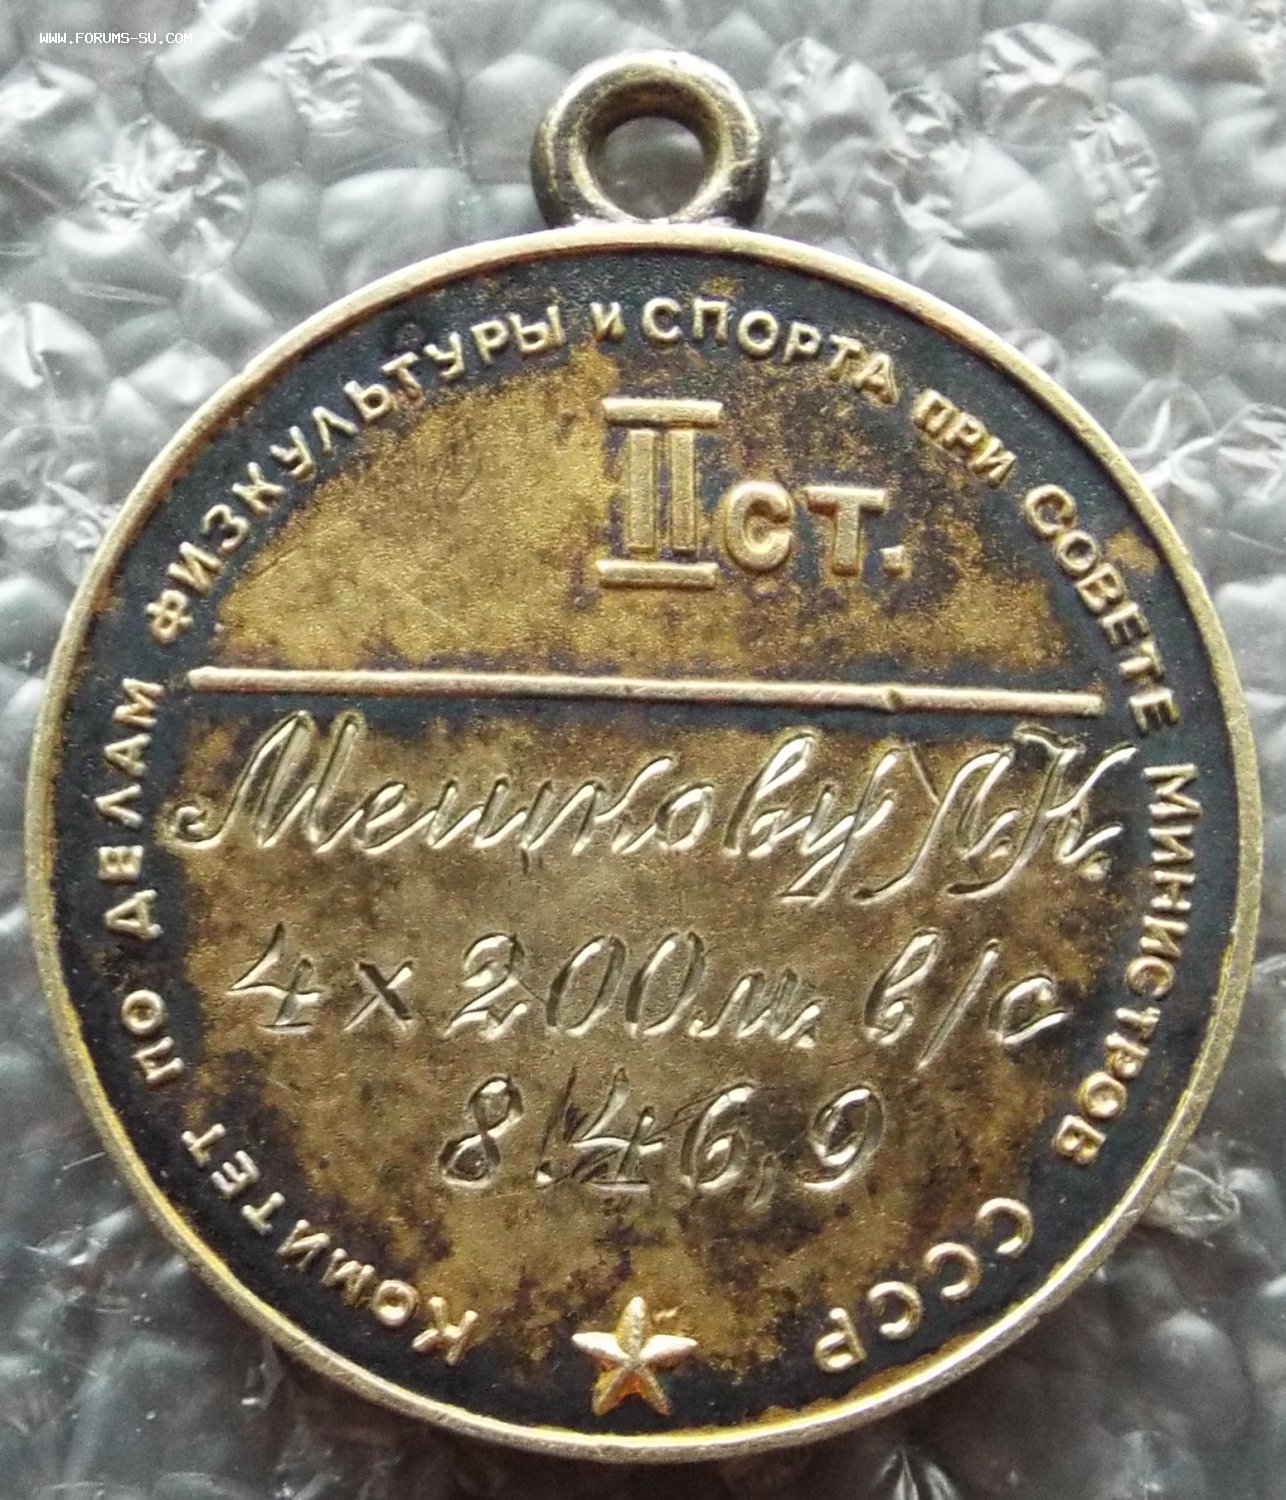 WWW.FORUMS-SU.COM
КОМИТЕТ ПО ДЕЛАМ ФИЗКУЛЬТУРЫ И СПОРТА ПРИ СОВЕТЕ МИНИСТРОВ СССР
II СТ.
Мешкову Л.К.
4 х 200 м. в/с
8.46,9